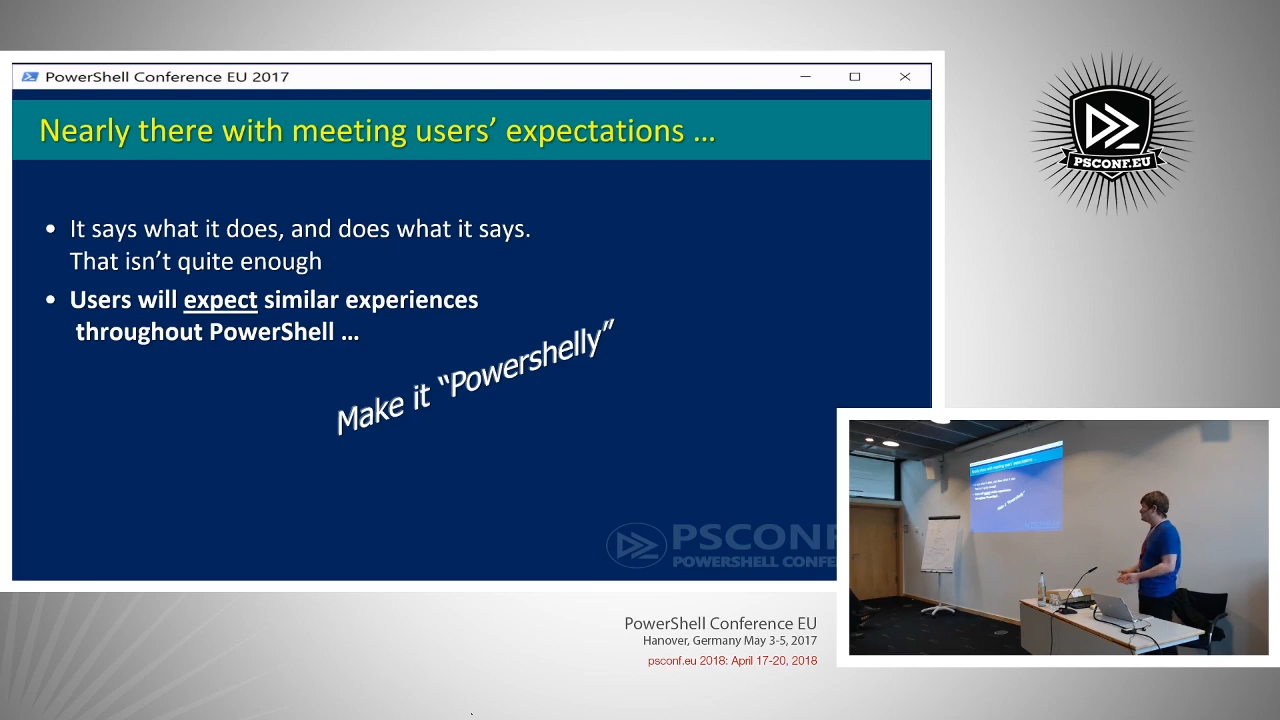 PowerShell Conference EU 2017
Nearly there with meeting users’ expectations …
• It says what it does, and does what it says.
That isn’t quite enough
• Users will expect similar experiences
throughout PowerShell …
Make it “Powershelly”
PSCONF
POWERSHELL CONFE
PSCONF.EU
PowerShell Conference EU
Hanover, Germany May 3-5, 2017
psconf.eu 2018: April 17-20, 2018